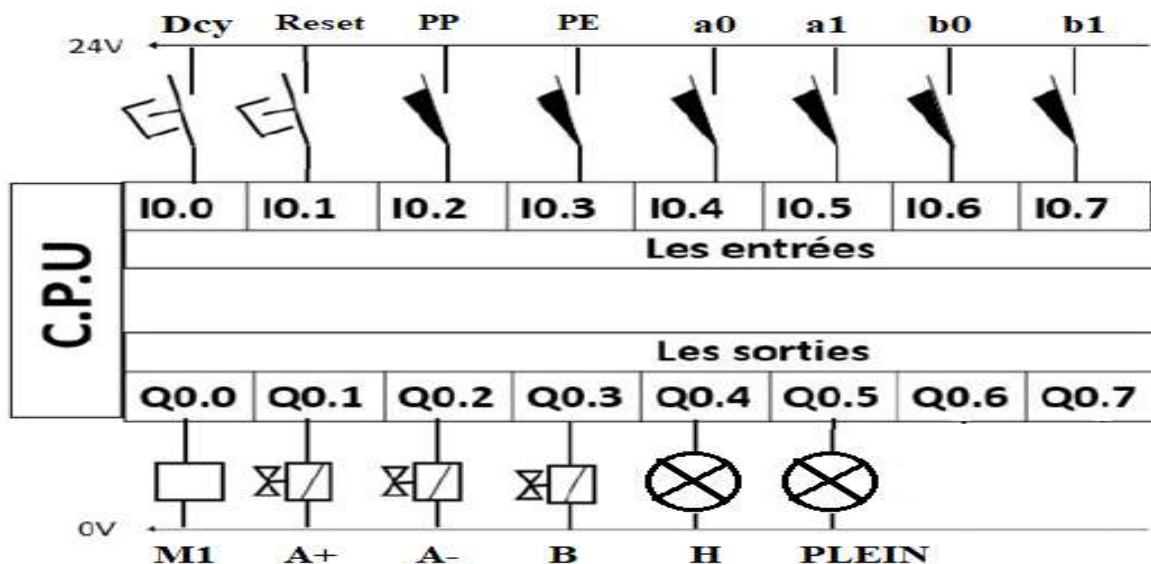 Dcy Reset PP PE a0 a1 b0 b1
24V
I0.0 I0.1 I0.2 I0.3 I0.4 I0.5 I0.6 I0.7
Les entrées
C.P.U
Les sorties
Q0.0 Q0.1 Q0.2 Q0.3 Q0.4 Q0.5 Q0.6 Q0.7
0V
M1 A+ A- B H PLEIN